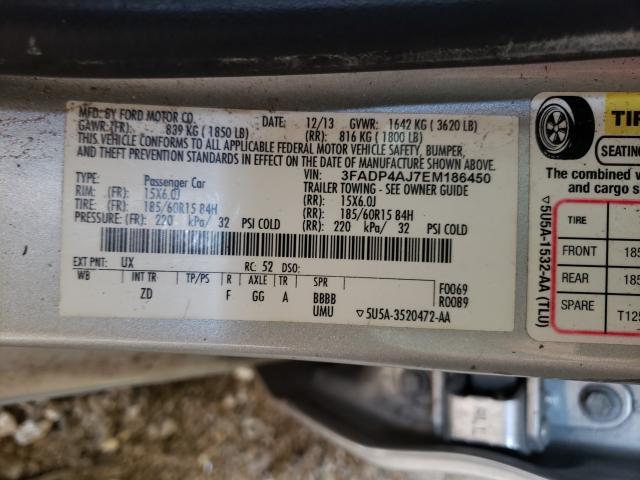 MFD. BY FORD MOTOR CO.
DATE: 12/13 GVWR: 1642 KG ( 3620 LB)
GAWR: (FR): 839 KG ( 1850 LB) (RR): 816 KG ( 1800 LB)
THIS VEHICLE CONFORMS TO ALL APPLICABLE FEDERAL MOTOR VEHICLE SAFETY, BUMPER,
AND THEFT PREVENTION STANDARDS IN EFFECT ON THE DATE OF MANUFACTURE SHOWN ABOVE.
VIN: 3FADP4AJ7EM186450
TYPE: Passenger Car TRAILER TOWING - SEE OWNER GUIDE
RIM: (FR): 15X6.0J (RR): 15X6.0J
TIRE: (FR): 185/60R15 84H (RR): 185/60R15 84H
PRESSURE: (FR): 220 kPa/ 32 PSI COLD (RR): 220 kPa/ 32 PSI COLD
EXT PNT: UX RC: 52 DSO:
WB INT TR TP/PS R AXLE TR SPR
ZD F GG A BBBB
UMU
F0069
R0089
▽5U5A-3520472-AA
TIR
SEATING
The combined w
and cargo s
▽5U5A-1532-AA (TLU)
TIRE
FRONT 185
REAR 185
SPARE T125